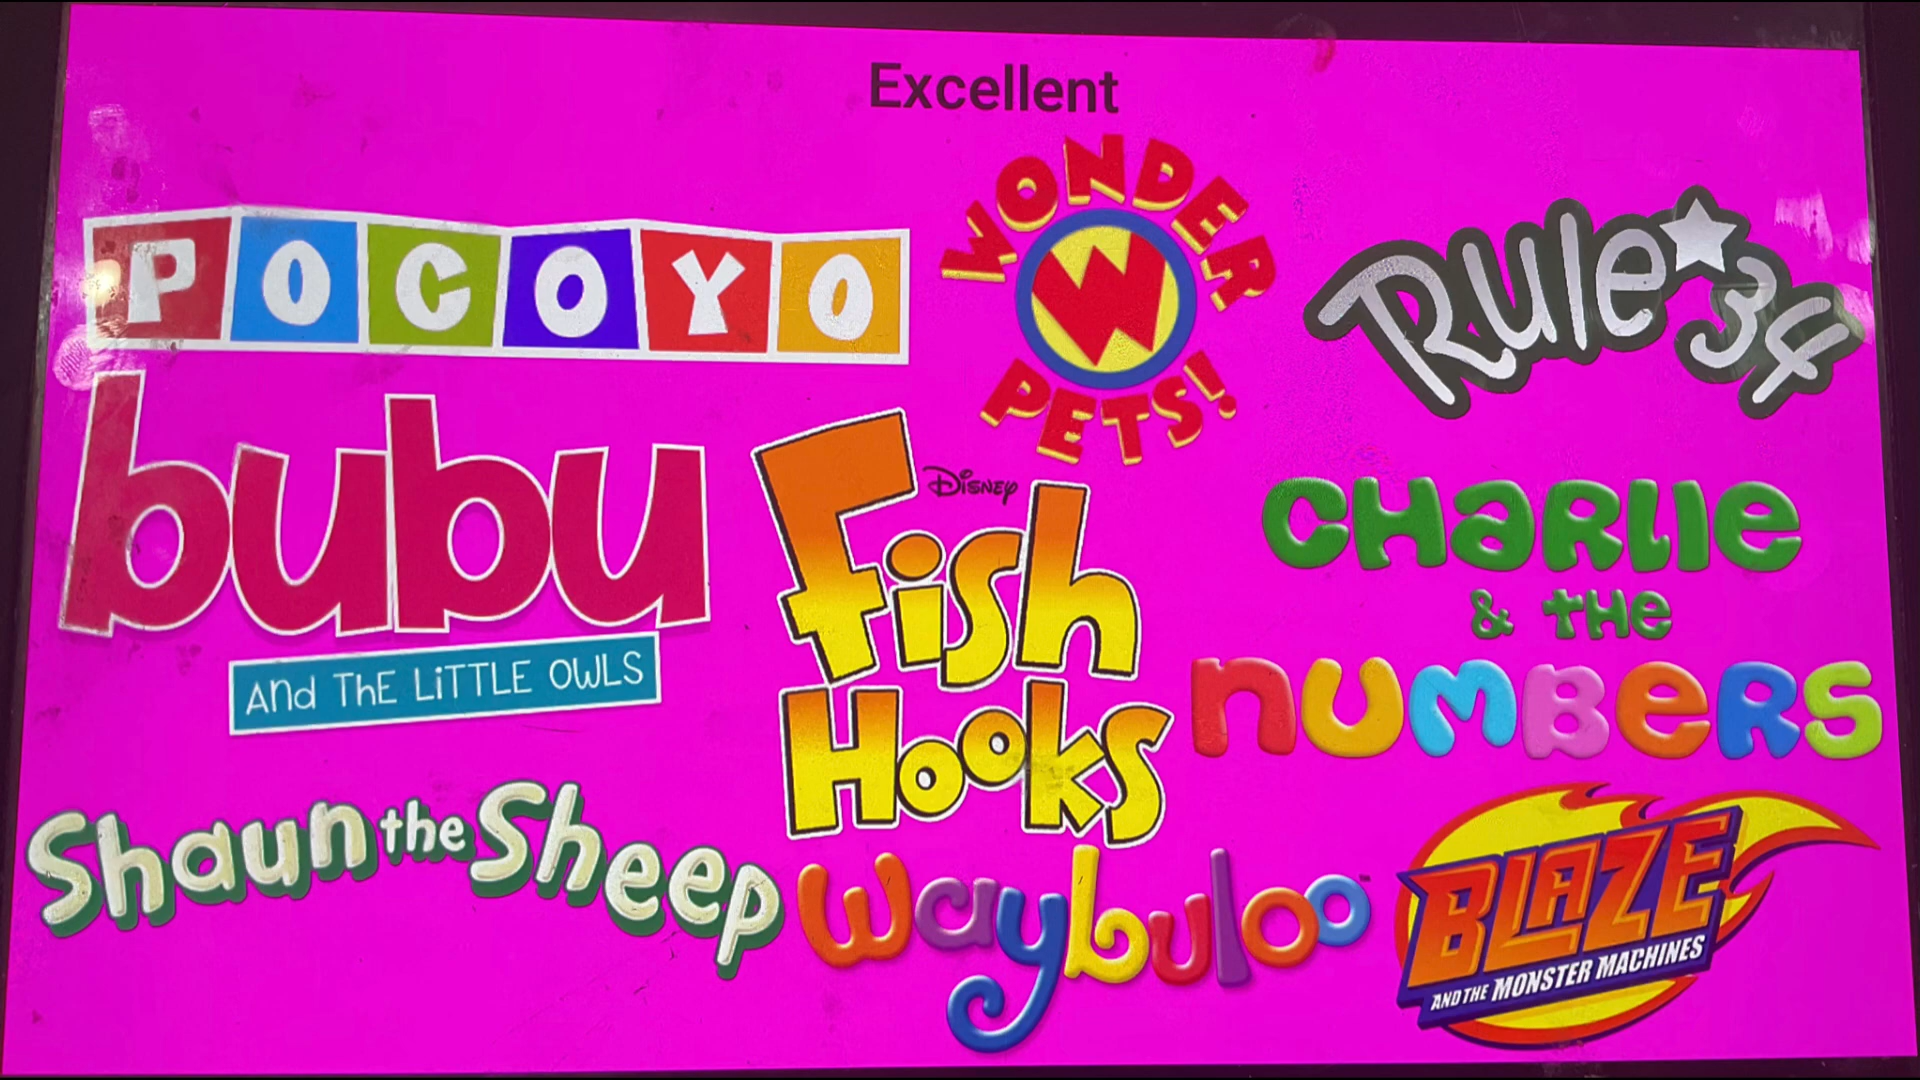 Excellent
POCOYO
WONDER
W
PETS!
Rule 34
bubu
and THE LiTTLE OWLS
Disney
Fish
Hooks
CHaRLIe
& tHe
numBeRS
Shaun the Sheep
waybuloo™
BLAZE
AND THE MONSTER MACHINES